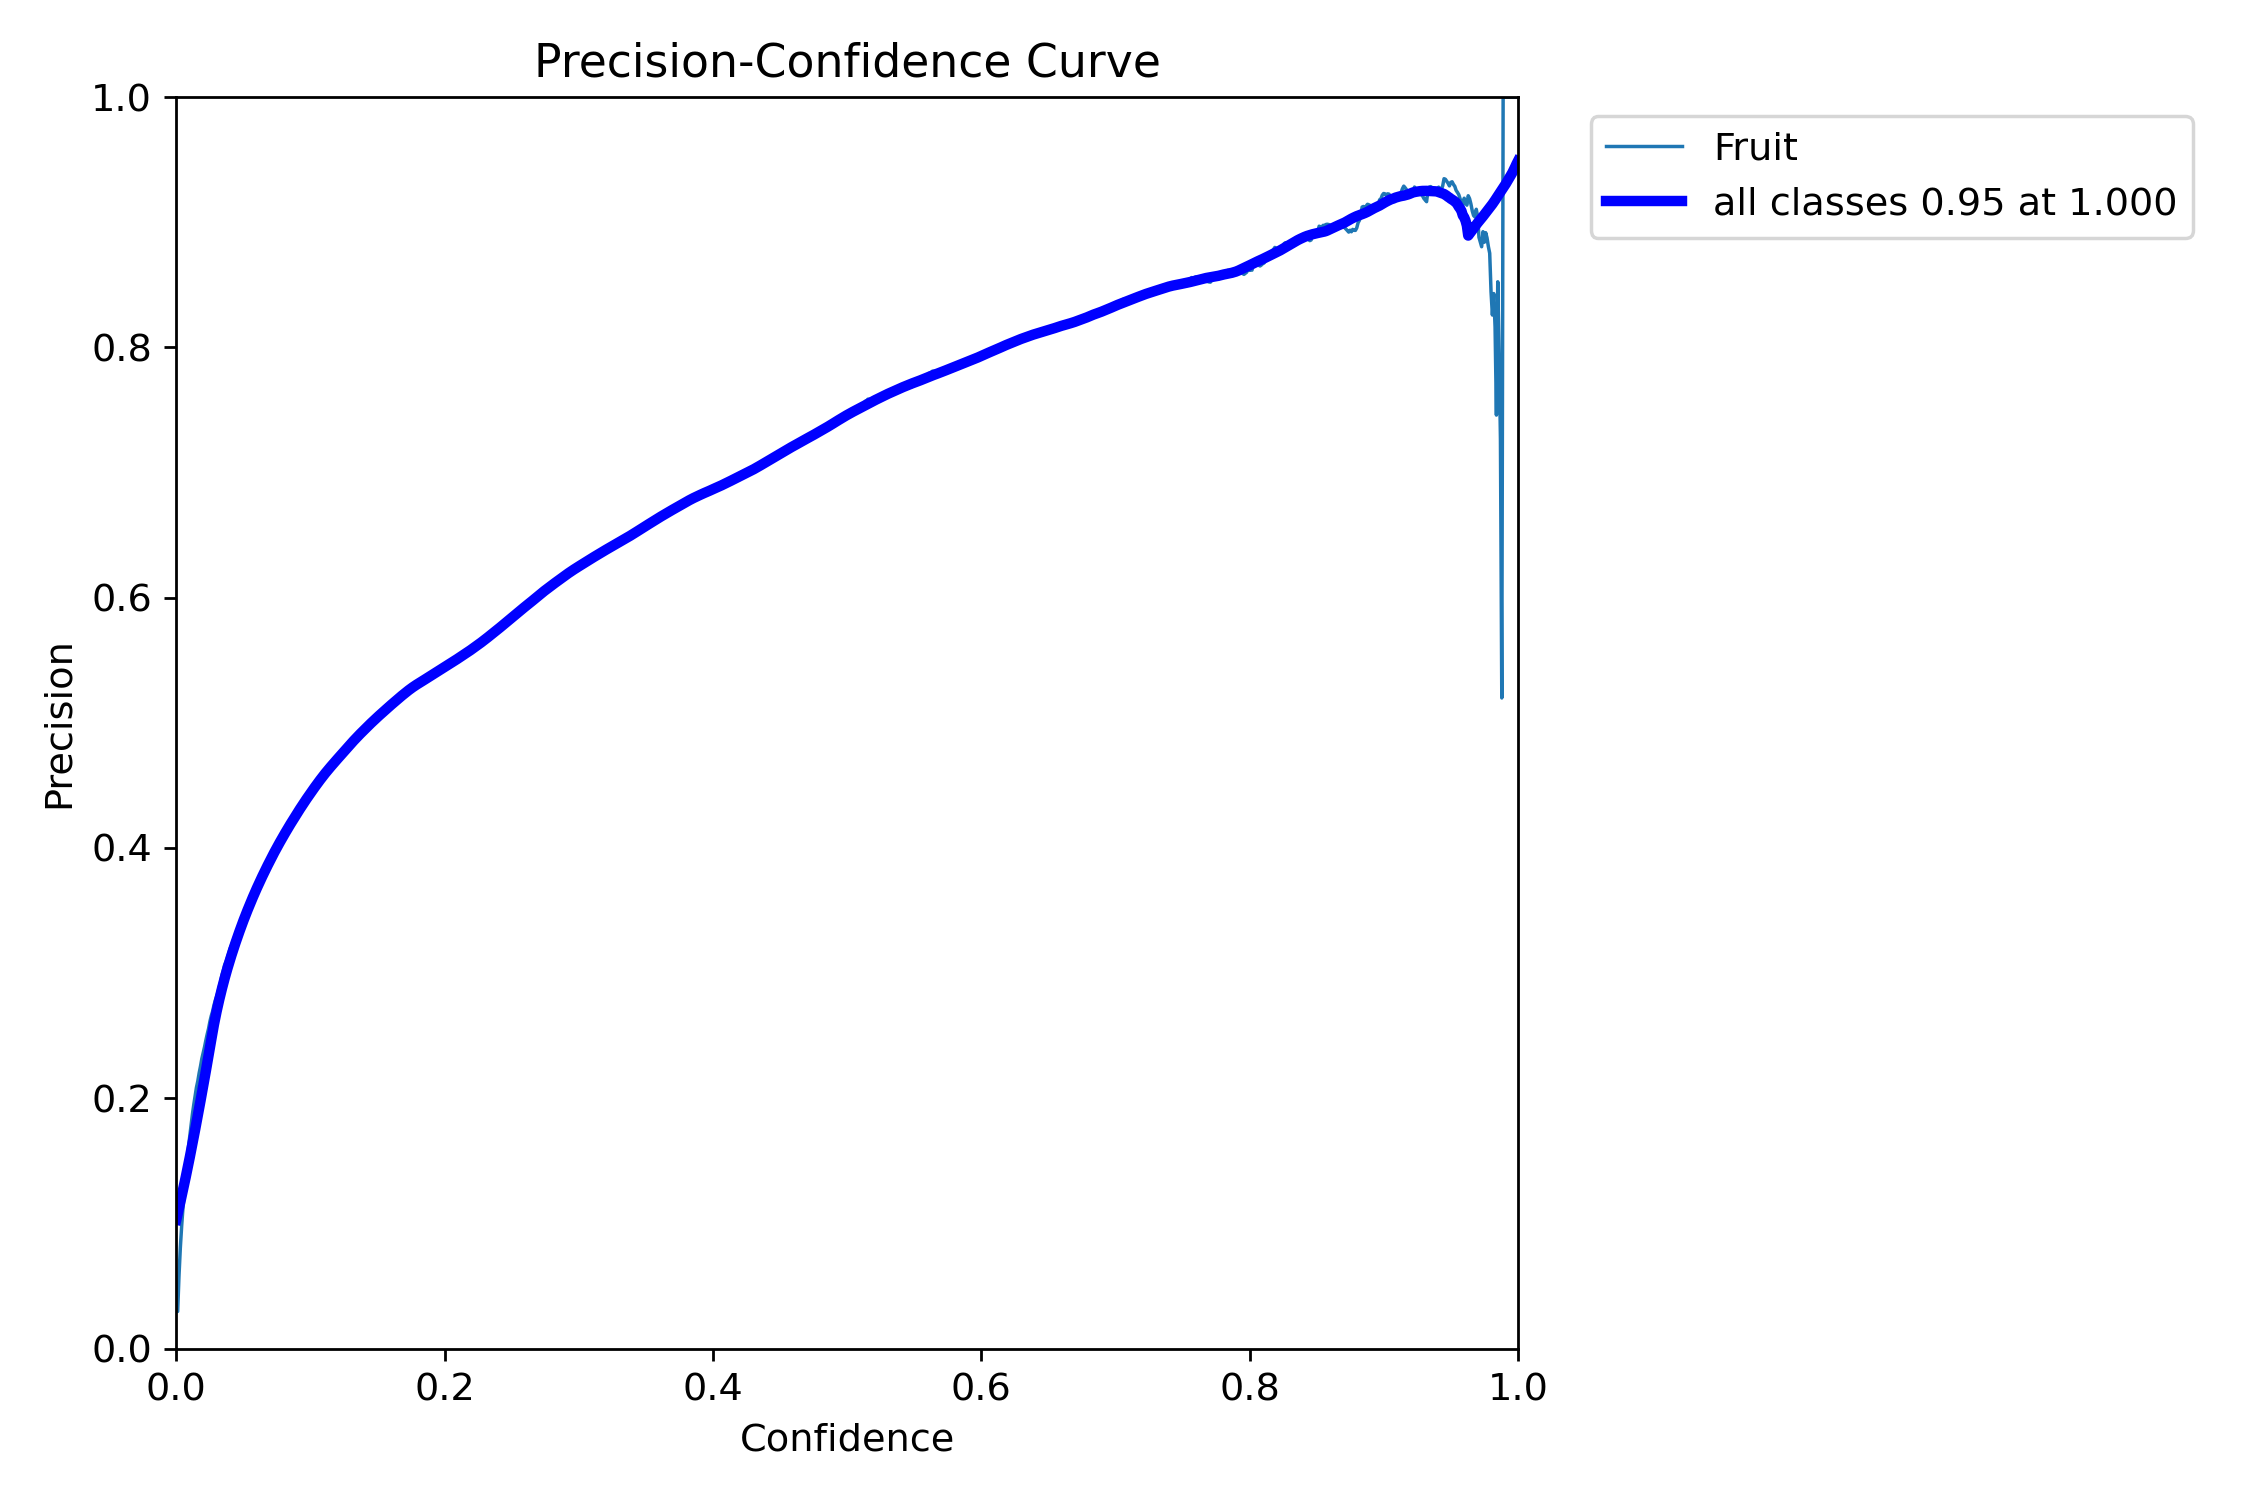 Precision-Confidence Curve
1.0
0.8
0.6
0.4
0.2
0.0
Precision
0.0 0.2 0.4 0.6 0.8 1.0
Confidence
Fruit
all classes 0.95 at 1.000